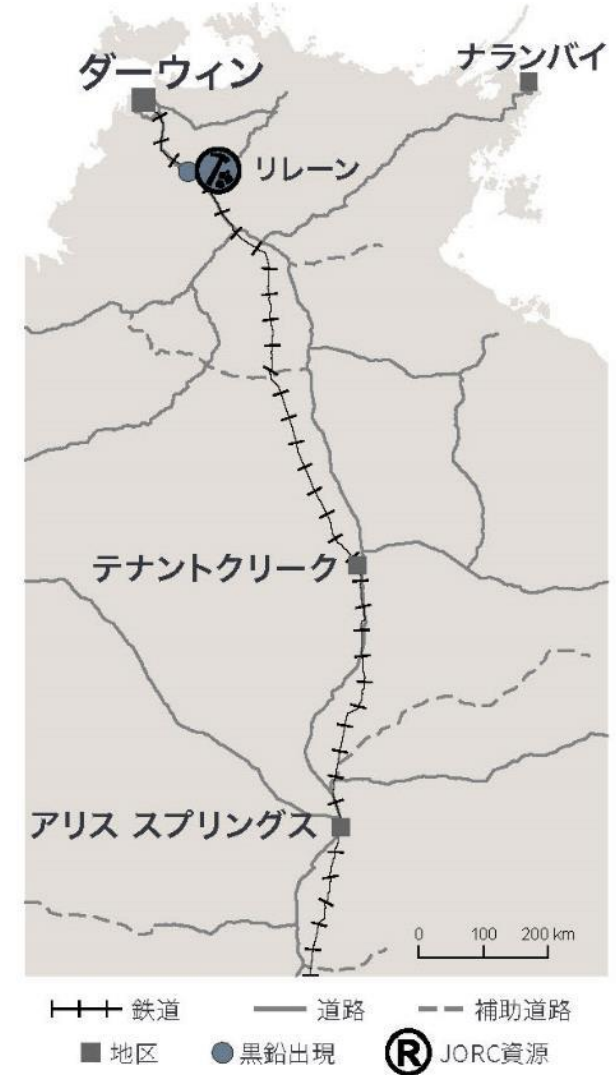 ダーウィン
ナランバイ
リレーン
テナントクリーク
アリス スプリングス
0 100 200 km
鉄道 道路 補助道路
地区 黒鉛出現 R JORC資源